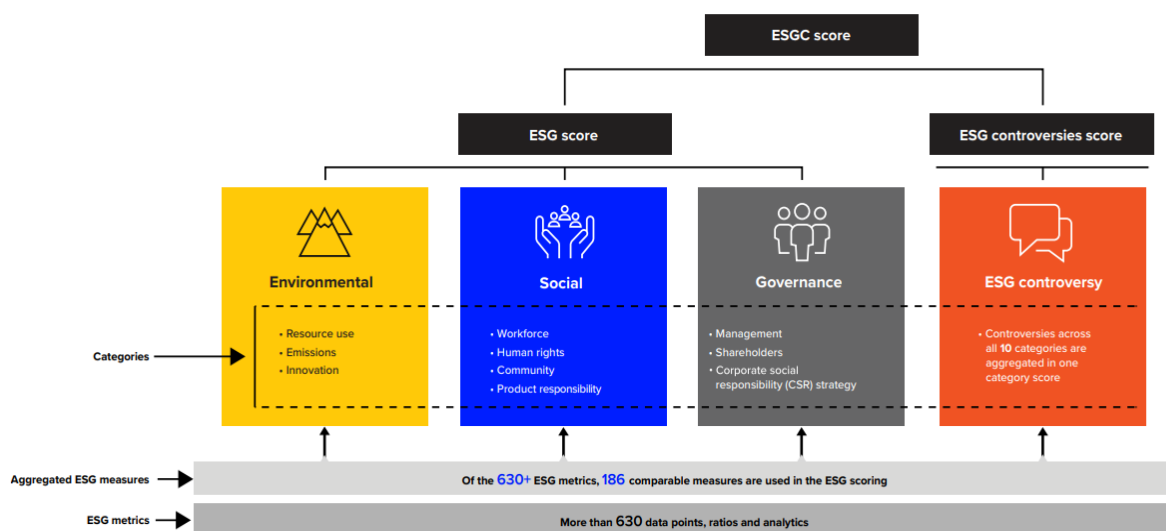 ESGC score
ESG score
ESG controversies score
Environmental
Social
Governance
ESG controversy
Categories
• Resource use
• Emissions
• Innovation
• Workforce
• Human rights
• Community
• Product responsibility
• Management
• Shareholders
• Corporate social
responsibility (CSR) strategy
• Controversies across
all 10 categories are
aggregated in one
category score
Aggregated ESG measures
Of the 630+ ESG metrics, 186 comparable measures are used in the ESG scoring
ESG metrics
More than 630 data points, ratios and analytics